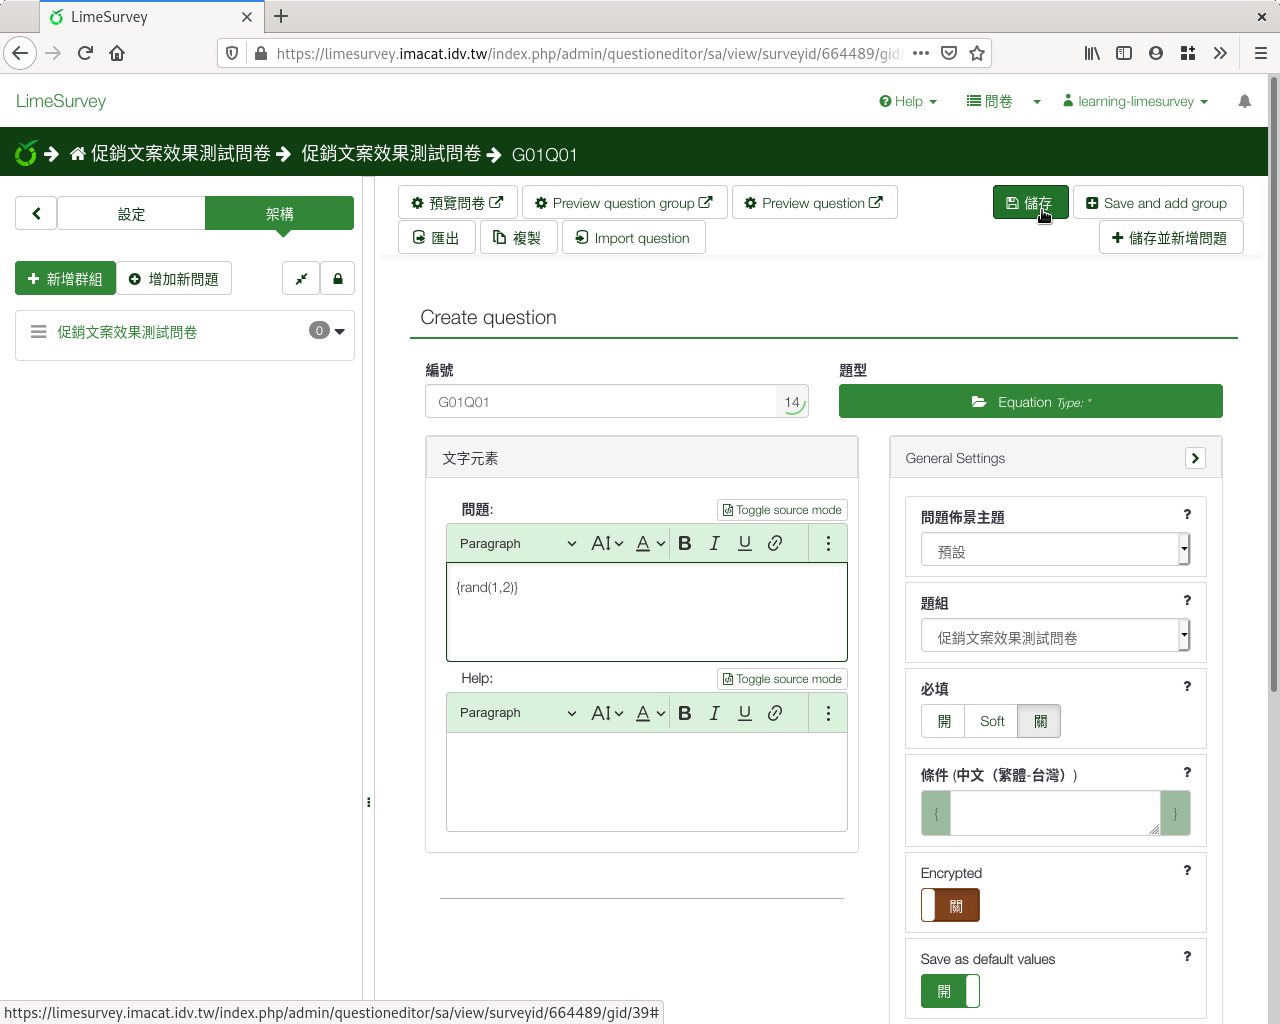 LimeSurvey
https://limesurvey.imacat.idv.tw/index.php/admin/questioneditor/sa/view/surveyid/664489/gid/
LimeSurvey
Help
問卷
learning-limesurvey
促銷文案效果測試問卷
促銷文案效果測試問卷
G01Q01
設定
架構
預覽問卷
Preview question group
Preview question
儲存
Save and add group
匯出
複製
Import question
儲存並新增問題
新增群組
增加新問題
促銷文案效果測試問卷
0
Create question
編號
題型
G01Q01
14
Equation Type: *
文字元素
General Settings
問題:
Toggle source mode
Paragraph
{rand(1,2)}
Help:
Toggle source mode
Paragraph
問題佈景主題
?
預設
題組
?
促銷文案效果測試問卷
必填
?
開
Soft
關
條件 (中文（繁體-台灣）)
?
{
}
Encrypted
?
關
Save as default values
?
開
https://limesurvey.imacat.idv.tw/index.php/admin/questioneditor/sa/view/surveyid/664489/gid/39#